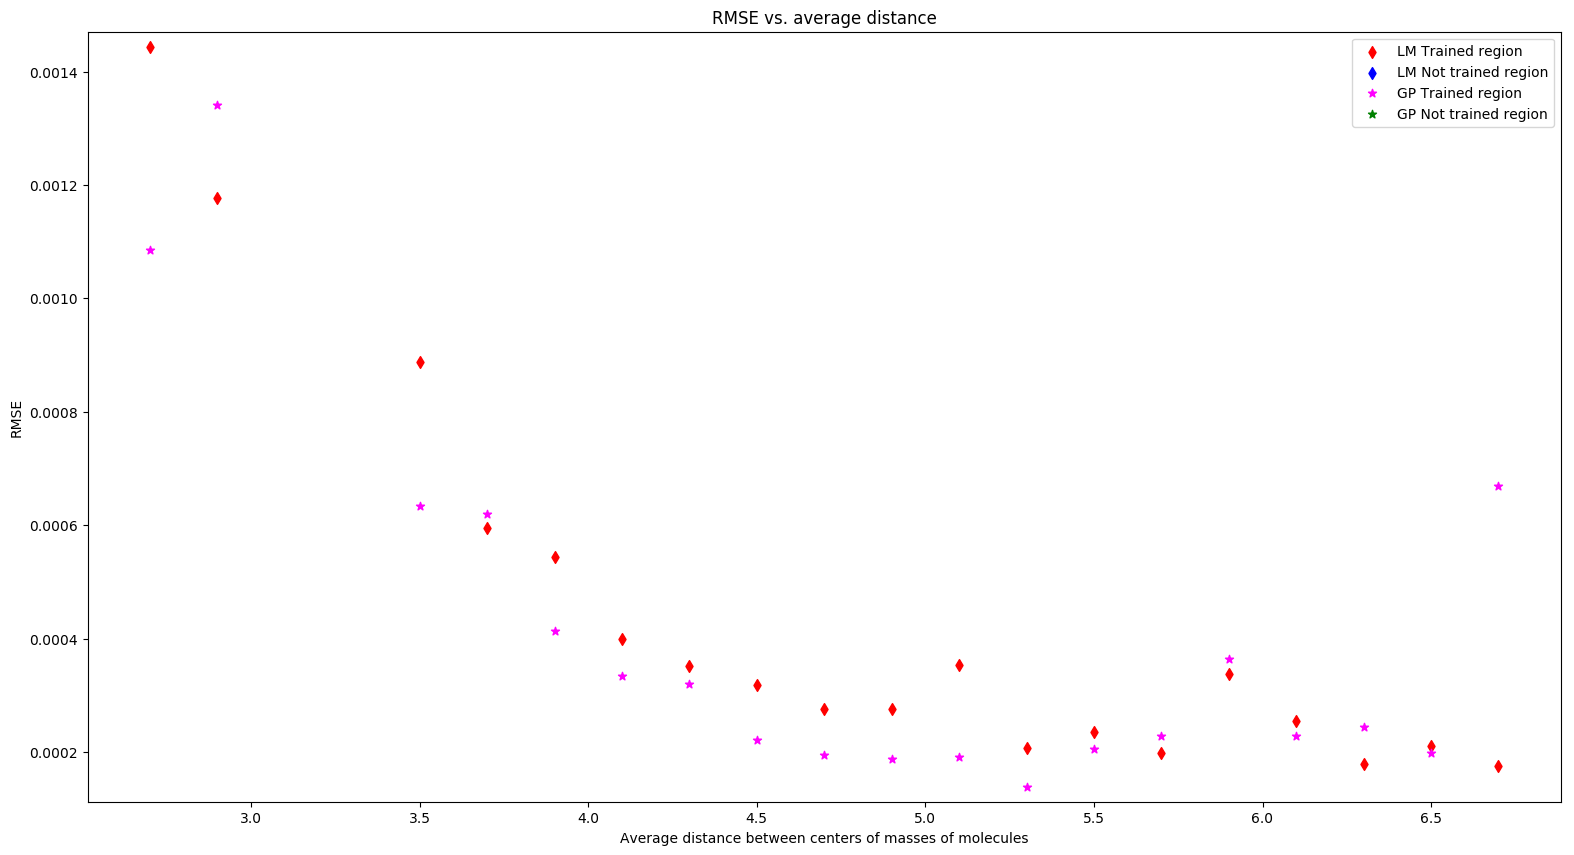 RMSE vs. average distance
LM Trained region
LM Not trained region
GP Trained region
GP Not trained region
RMSE
0.0014
0.0012
0.0010
0.0008
0.0006
0.0004
0.0002
3.0
3.5
4.0
4.5
5.0
5.5
6.0
6.5
Average distance between centers of masses of molecules